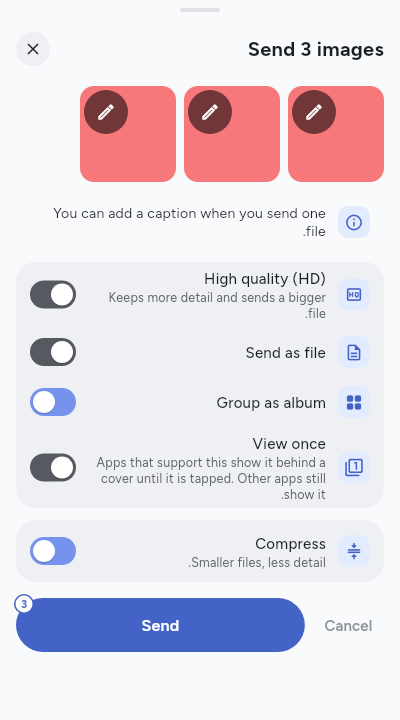 Send 3 images
You can add a caption when you send one
.file
High quality (HD)
Keeps more detail and sends a bigger
.file
HQ
Send as file
Group as album
View once
Apps that support this show it behind a
cover until it is tapped. Other apps still
.show it
1
Compress
.Smaller files, less detail
3
Send
Cancel